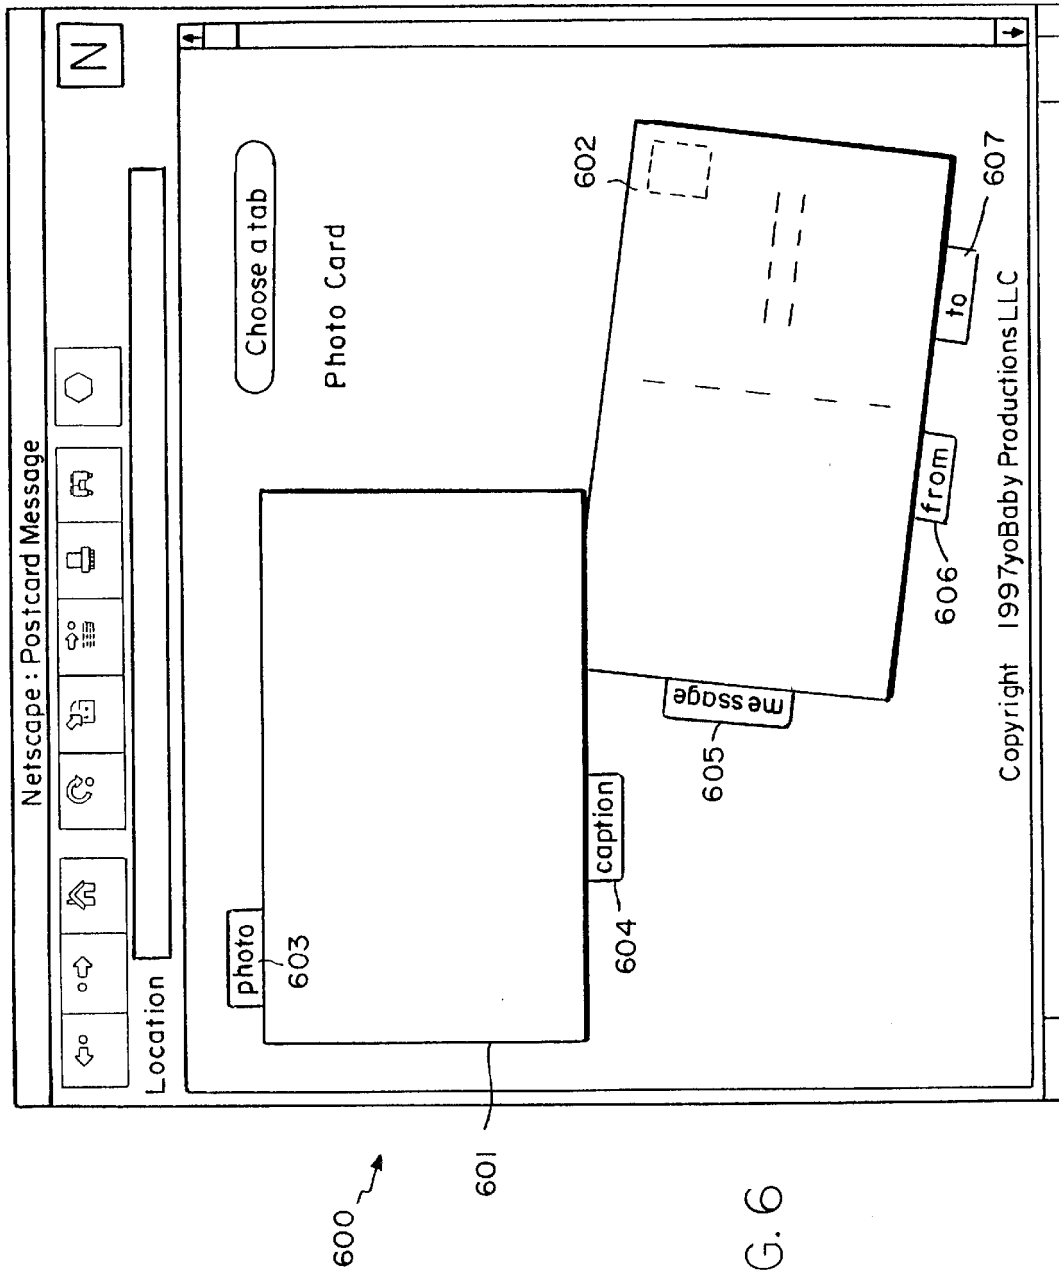 Netscape : Postcard Message
N
Location
Choose a tab
Photo Card
photo
603
caption
604
601
600
602
message
605
from
606
to
607
Copyright 1997yoBaby Productions LLC
G. 6